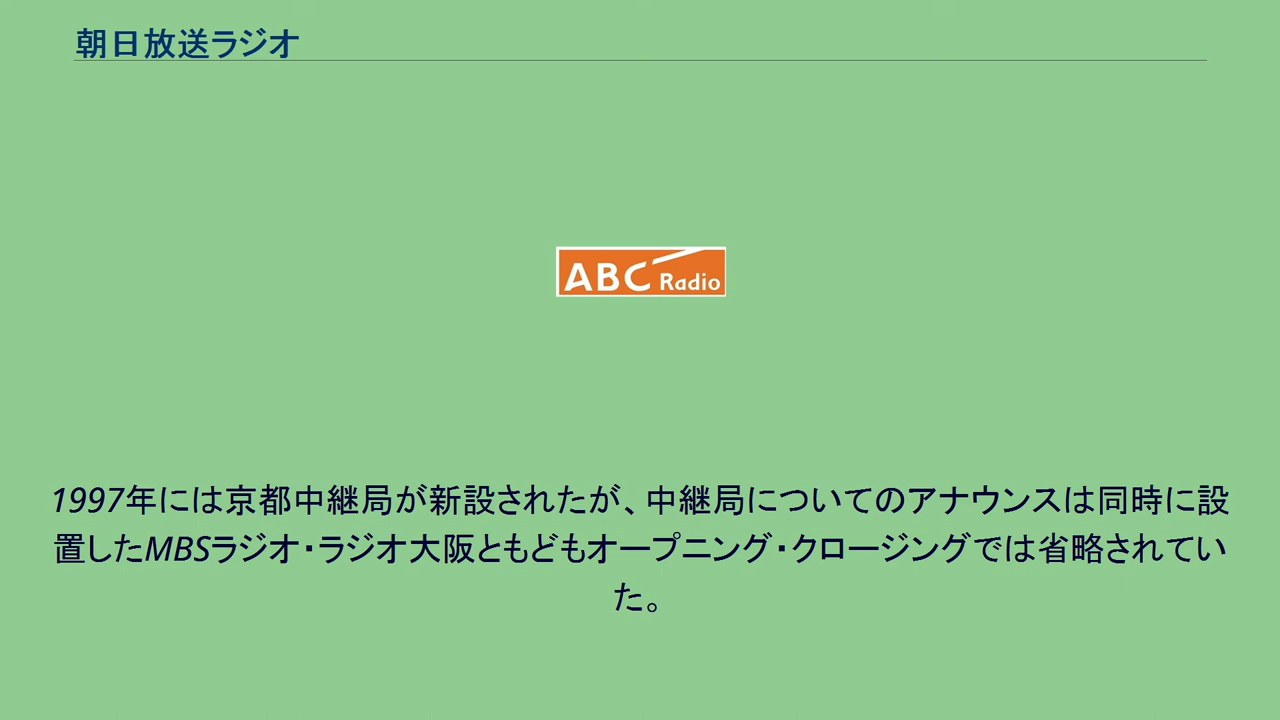 朝日放送ラジオ
ABC Radio
1997年には京都中継局が新設されたが、中継局についてのアナウンスは同時に設
置したMBSラジオ・ラジオ大阪ともどもオープニング・クロージングでは省略されてい
た。